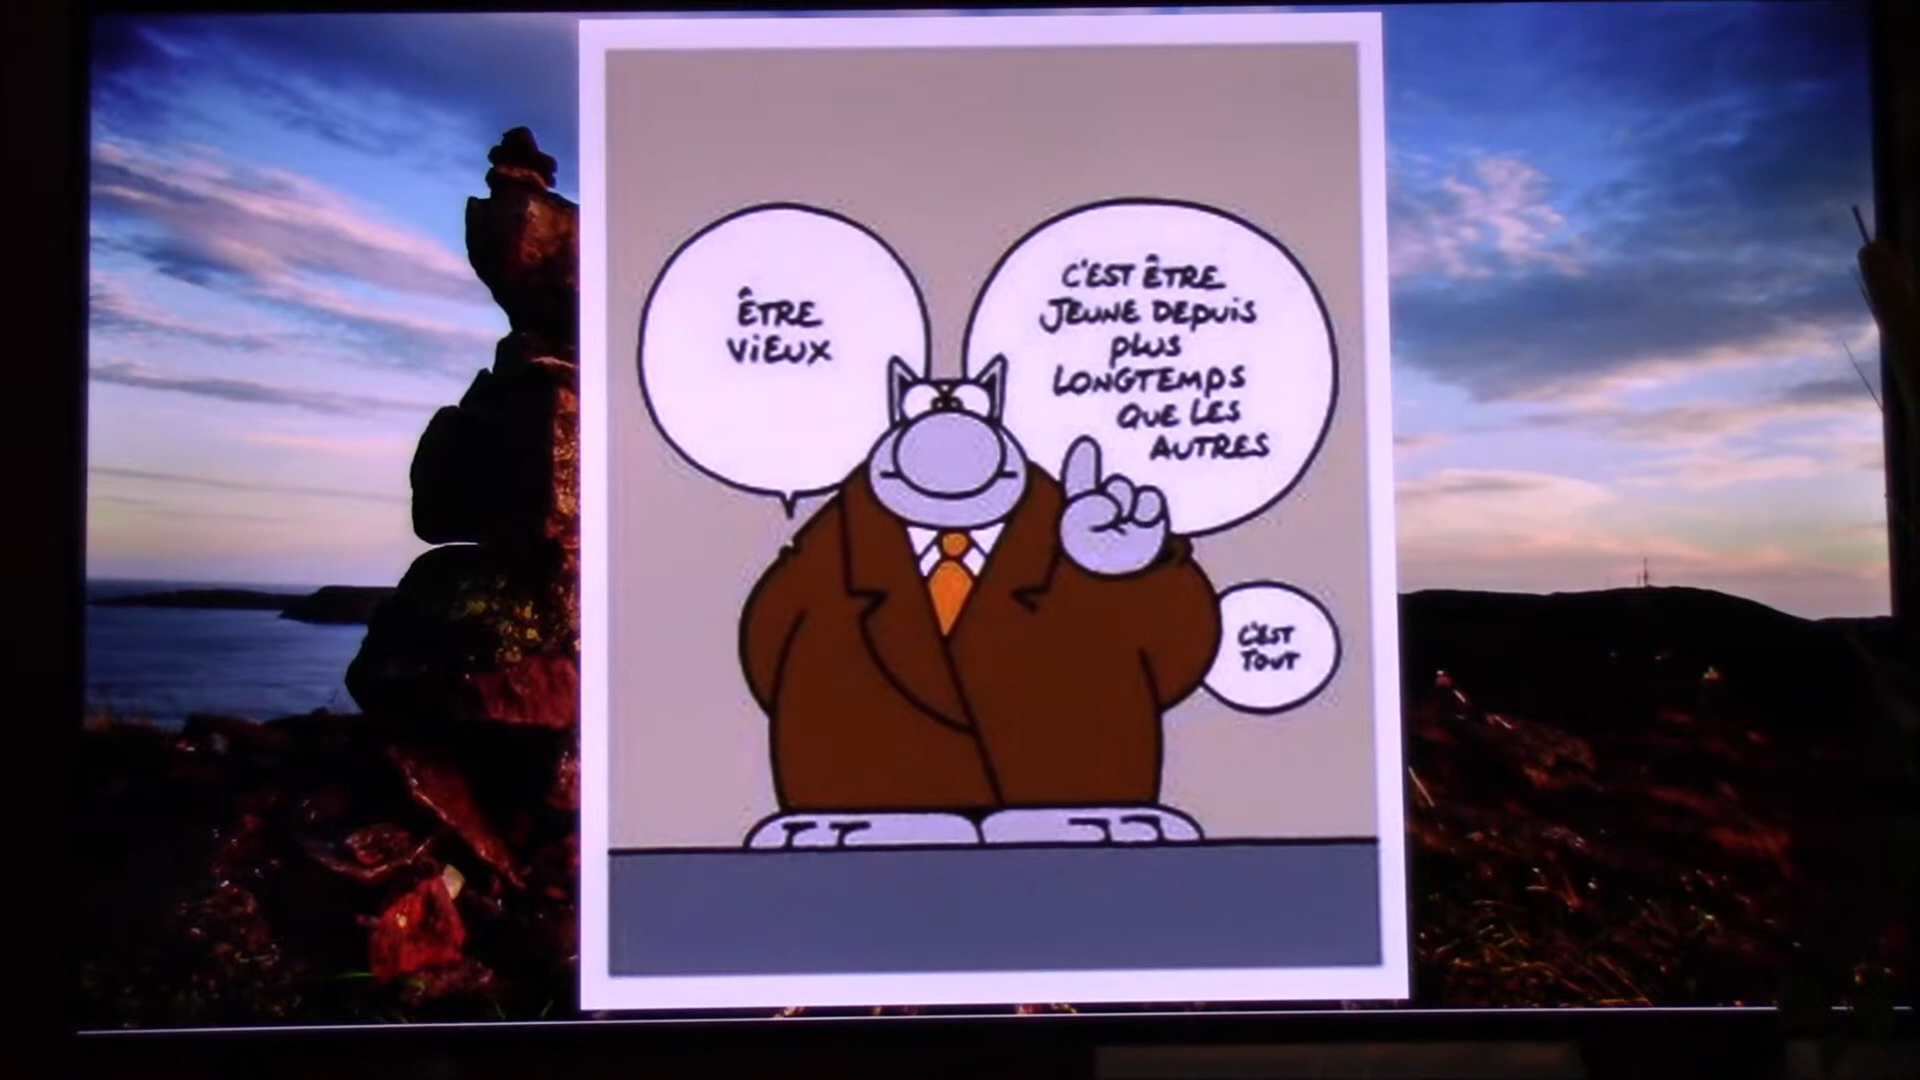 ÊTRE
VIEUX
C'EST ÊTRE
JEUNE DEPUIS
PLUS
LONGTEMPS
QUE LES
AUTRES
C'EST
TOUT